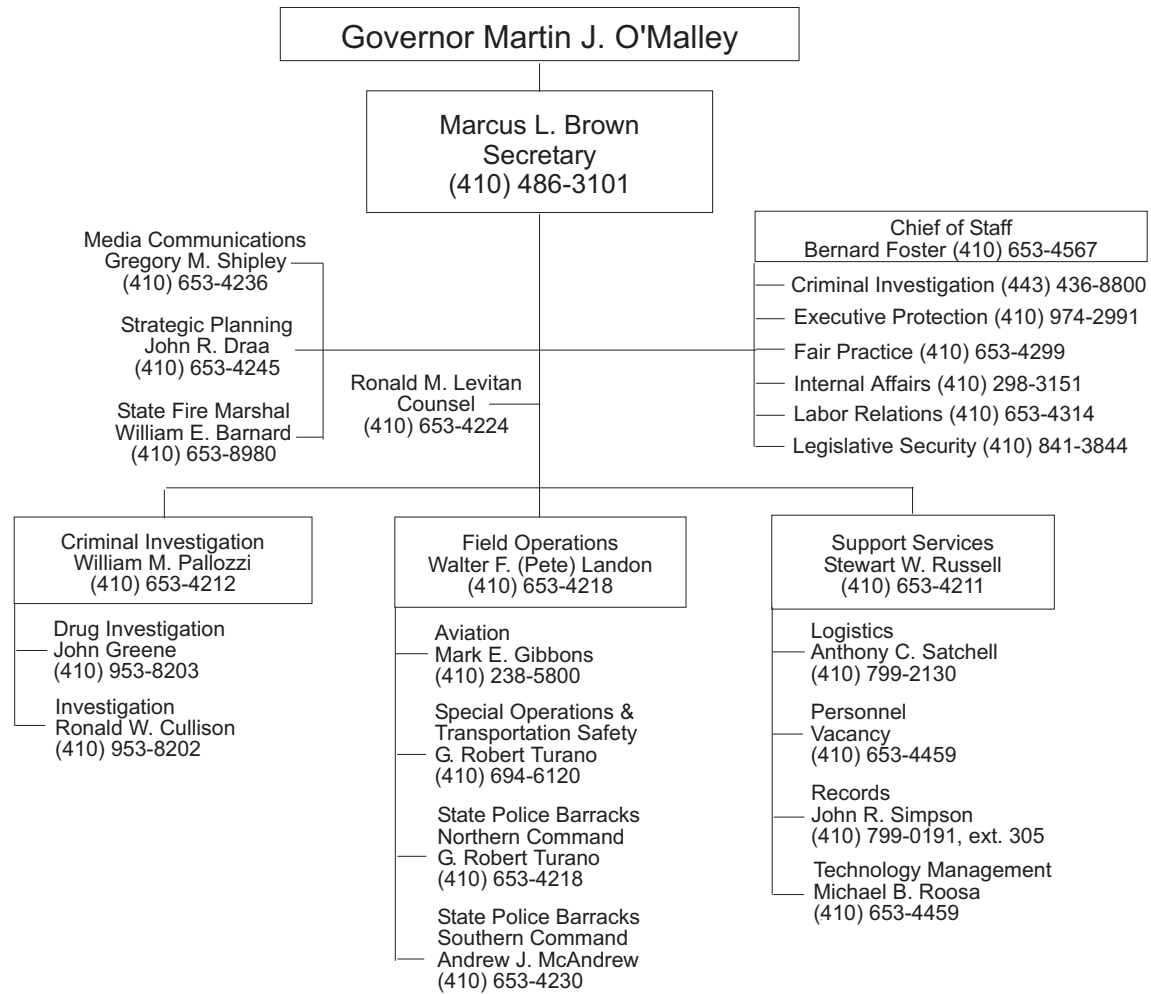 Governor Martin J. O'Malley
Marcus L. Brown
Secretary
(410) 486-3101
Media Communications
Gregory M. Shipley
(410) 653-4236
Strategic Planning
John R. Draa
(410) 653-4245
State Fire Marshal
William E. Barnard
(410) 653-8980
Ronald M. Levitan
Counsel
(410) 653-4224
Chief of Staff
Bernard Foster (410) 653-4567
Criminal Investigation (443) 436-8800
Executive Protection (410) 974-2991
Fair Practice (410) 653-4299
Internal Affairs (410) 298-3151
Labor Relations (410) 653-4314
Legislative Security (410) 841-3844
Criminal Investigation
William M. Pallozzi
(410) 653-4212
Drug Investigation
John Greene
(410) 953-8203
Investigation
Ronald W. Cullison
(410) 953-8202
Field Operations
Walter F. (Pete) Landon
(410) 653-4218
Aviation
Mark E. Gibbons
(410) 238-5800
Special Operations &
Transportation Safety
G. Robert Turano
(410) 694-6120
State Police Barracks
Northern Command
G. Robert Turano
(410) 653-4218
State Police Barracks
Southern Command
Andrew J. McAndrew
(410) 653-4230
Support Services
Stewart W. Russell
(410) 653-4211
Logistics
Anthony C. Satchell
(410) 799-2130
Personnel
Vacancy
(410) 653-4459
Records
John R. Simpson
(410) 799-0191, ext. 305
Technology Management
Michael B. Roosa
(410) 653-4459